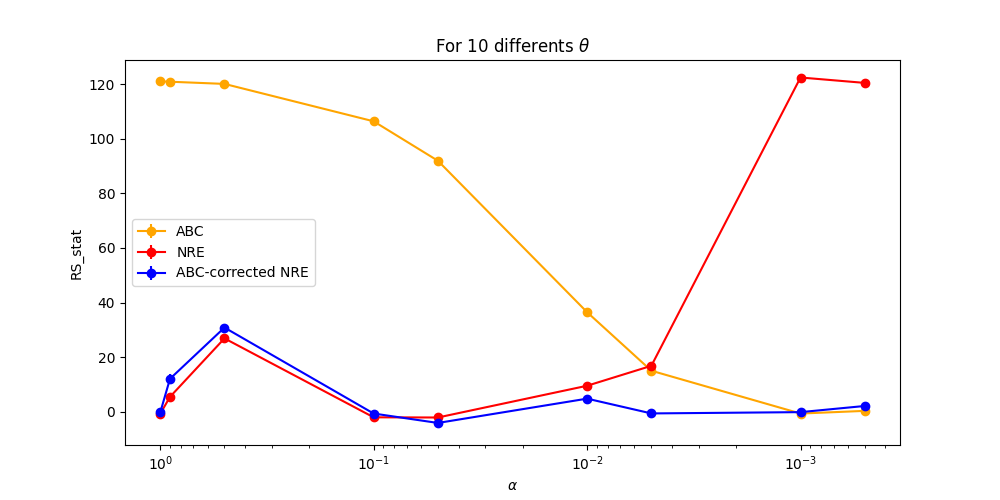 For 10 differents θ
RS_stat
120
100
80
60
40
20
0
ABC
NRE
ABC-corrected NRE
10⁰
10⁻¹
10⁻²
10⁻³
α